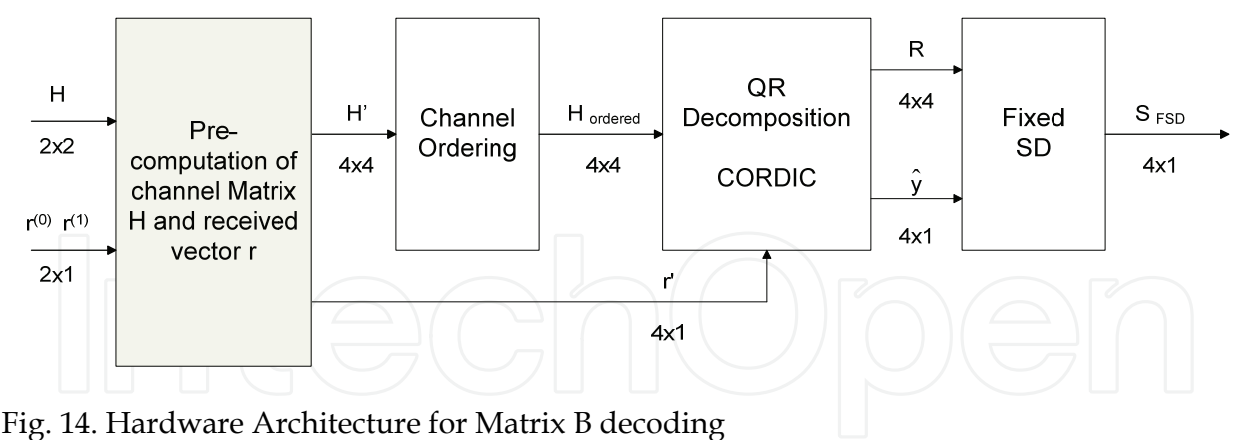 H
2x2
r(0) r(1)
2x1
Pre-
computation of
channel Matrix
H and received
vector r
H'
4x4
Channel
Ordering
H ordered
4x4
r'
4x1
QR
Decomposition
CORDIC
R
4x4
ŷ
4x1
Fixed
SD
S FSD
4x1
IntechOpen
Fig. 14. Hardware Architecture for Matrix B decoding